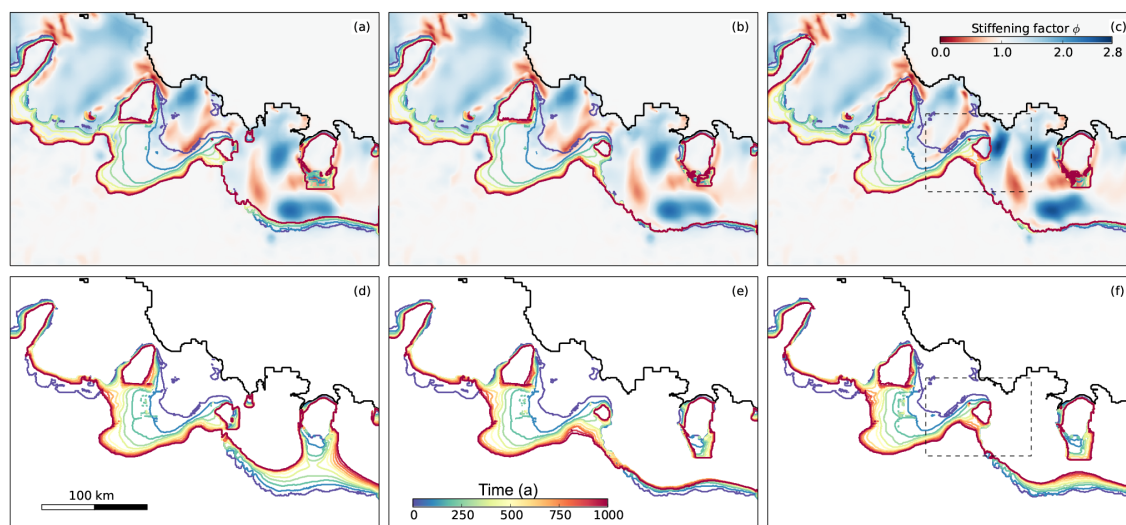 (a)
(b)
Stiffening factor ϕ (c)
0.0 1.0 2.0 2.8
(d)
(e)
(f)
100 km
Time (a)
0 250 500 750 1000